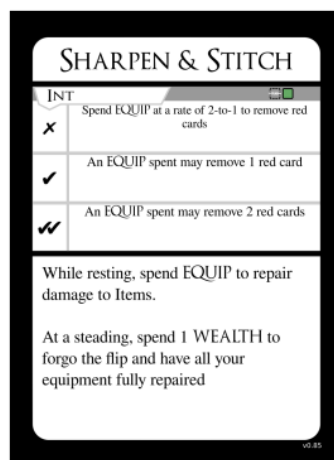 SHARPEN & STITCH
INT
Spend EQUIP at a rate of 2-to-1 to remove red
cards
✗
An EQUIP spent may remove 1 red card
✔
An EQUIP spent may remove 2 red cards
✔✔
While resting, spend EQUIP to repair
damage to Items.
At a steading, spend 1 WEALTH to
forgo the flip and have all your
equipment fully repaired
v0.85